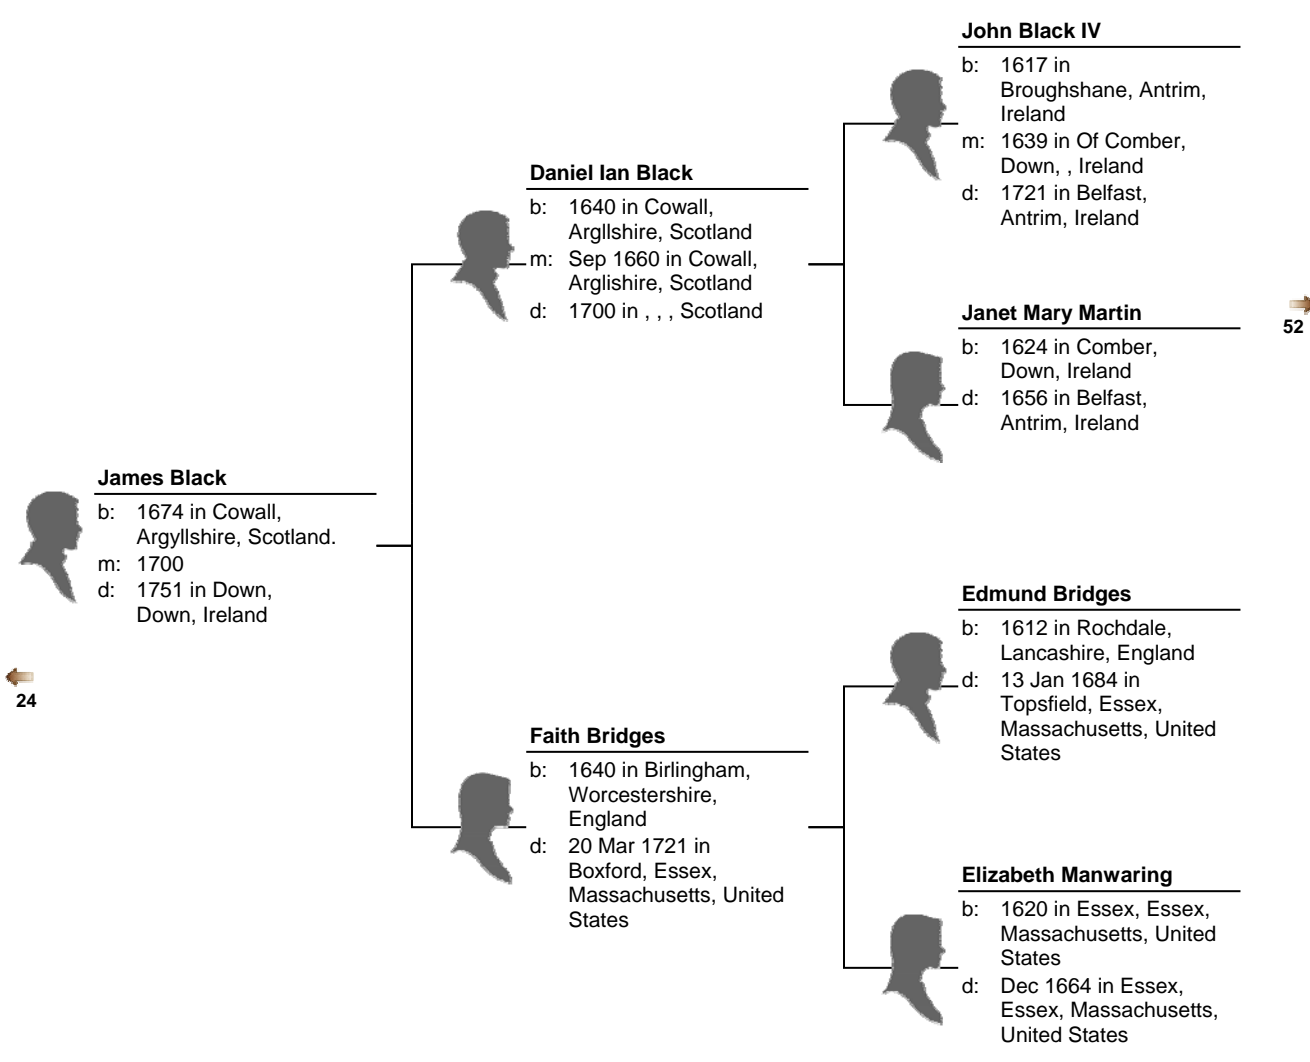 John Black IV
b: 1617 in
Broughshane, Antrim,
Ireland
m: 1639 in Of Comber,
Down, , Ireland
d: 1721 in Belfast,
Antrim, Ireland
Daniel Ian Black
b: 1640 in Cowall,
Argllshire, Scotland
m: Sep 1660 in Cowall,
Arglishire, Scotland
d: 1700 in , , , Scotland
Janet Mary Martin
b: 1624 in Comber,
Down, Ireland
d: 1656 in Belfast,
Antrim, Ireland
52
James Black
b: 1674 in Cowall,
Argyllshire, Scotland.
m: 1700
d: 1751 in Down,
Down, Ireland
24
Edmund Bridges
b: 1612 in Rochdale,
Lancashire, England
d: 13 Jan 1684 in
Topsfield, Essex,
Massachusetts, United
States
Faith Bridges
b: 1640 in Birlingham,
Worcestershire,
England
d: 20 Mar 1721 in
Boxford, Essex,
Massachusetts, United
States
Elizabeth Manwaring
b: 1620 in Essex, Essex,
Massachusetts, United
States
d: Dec 1664 in Essex,
Essex, Massachusetts,
United States